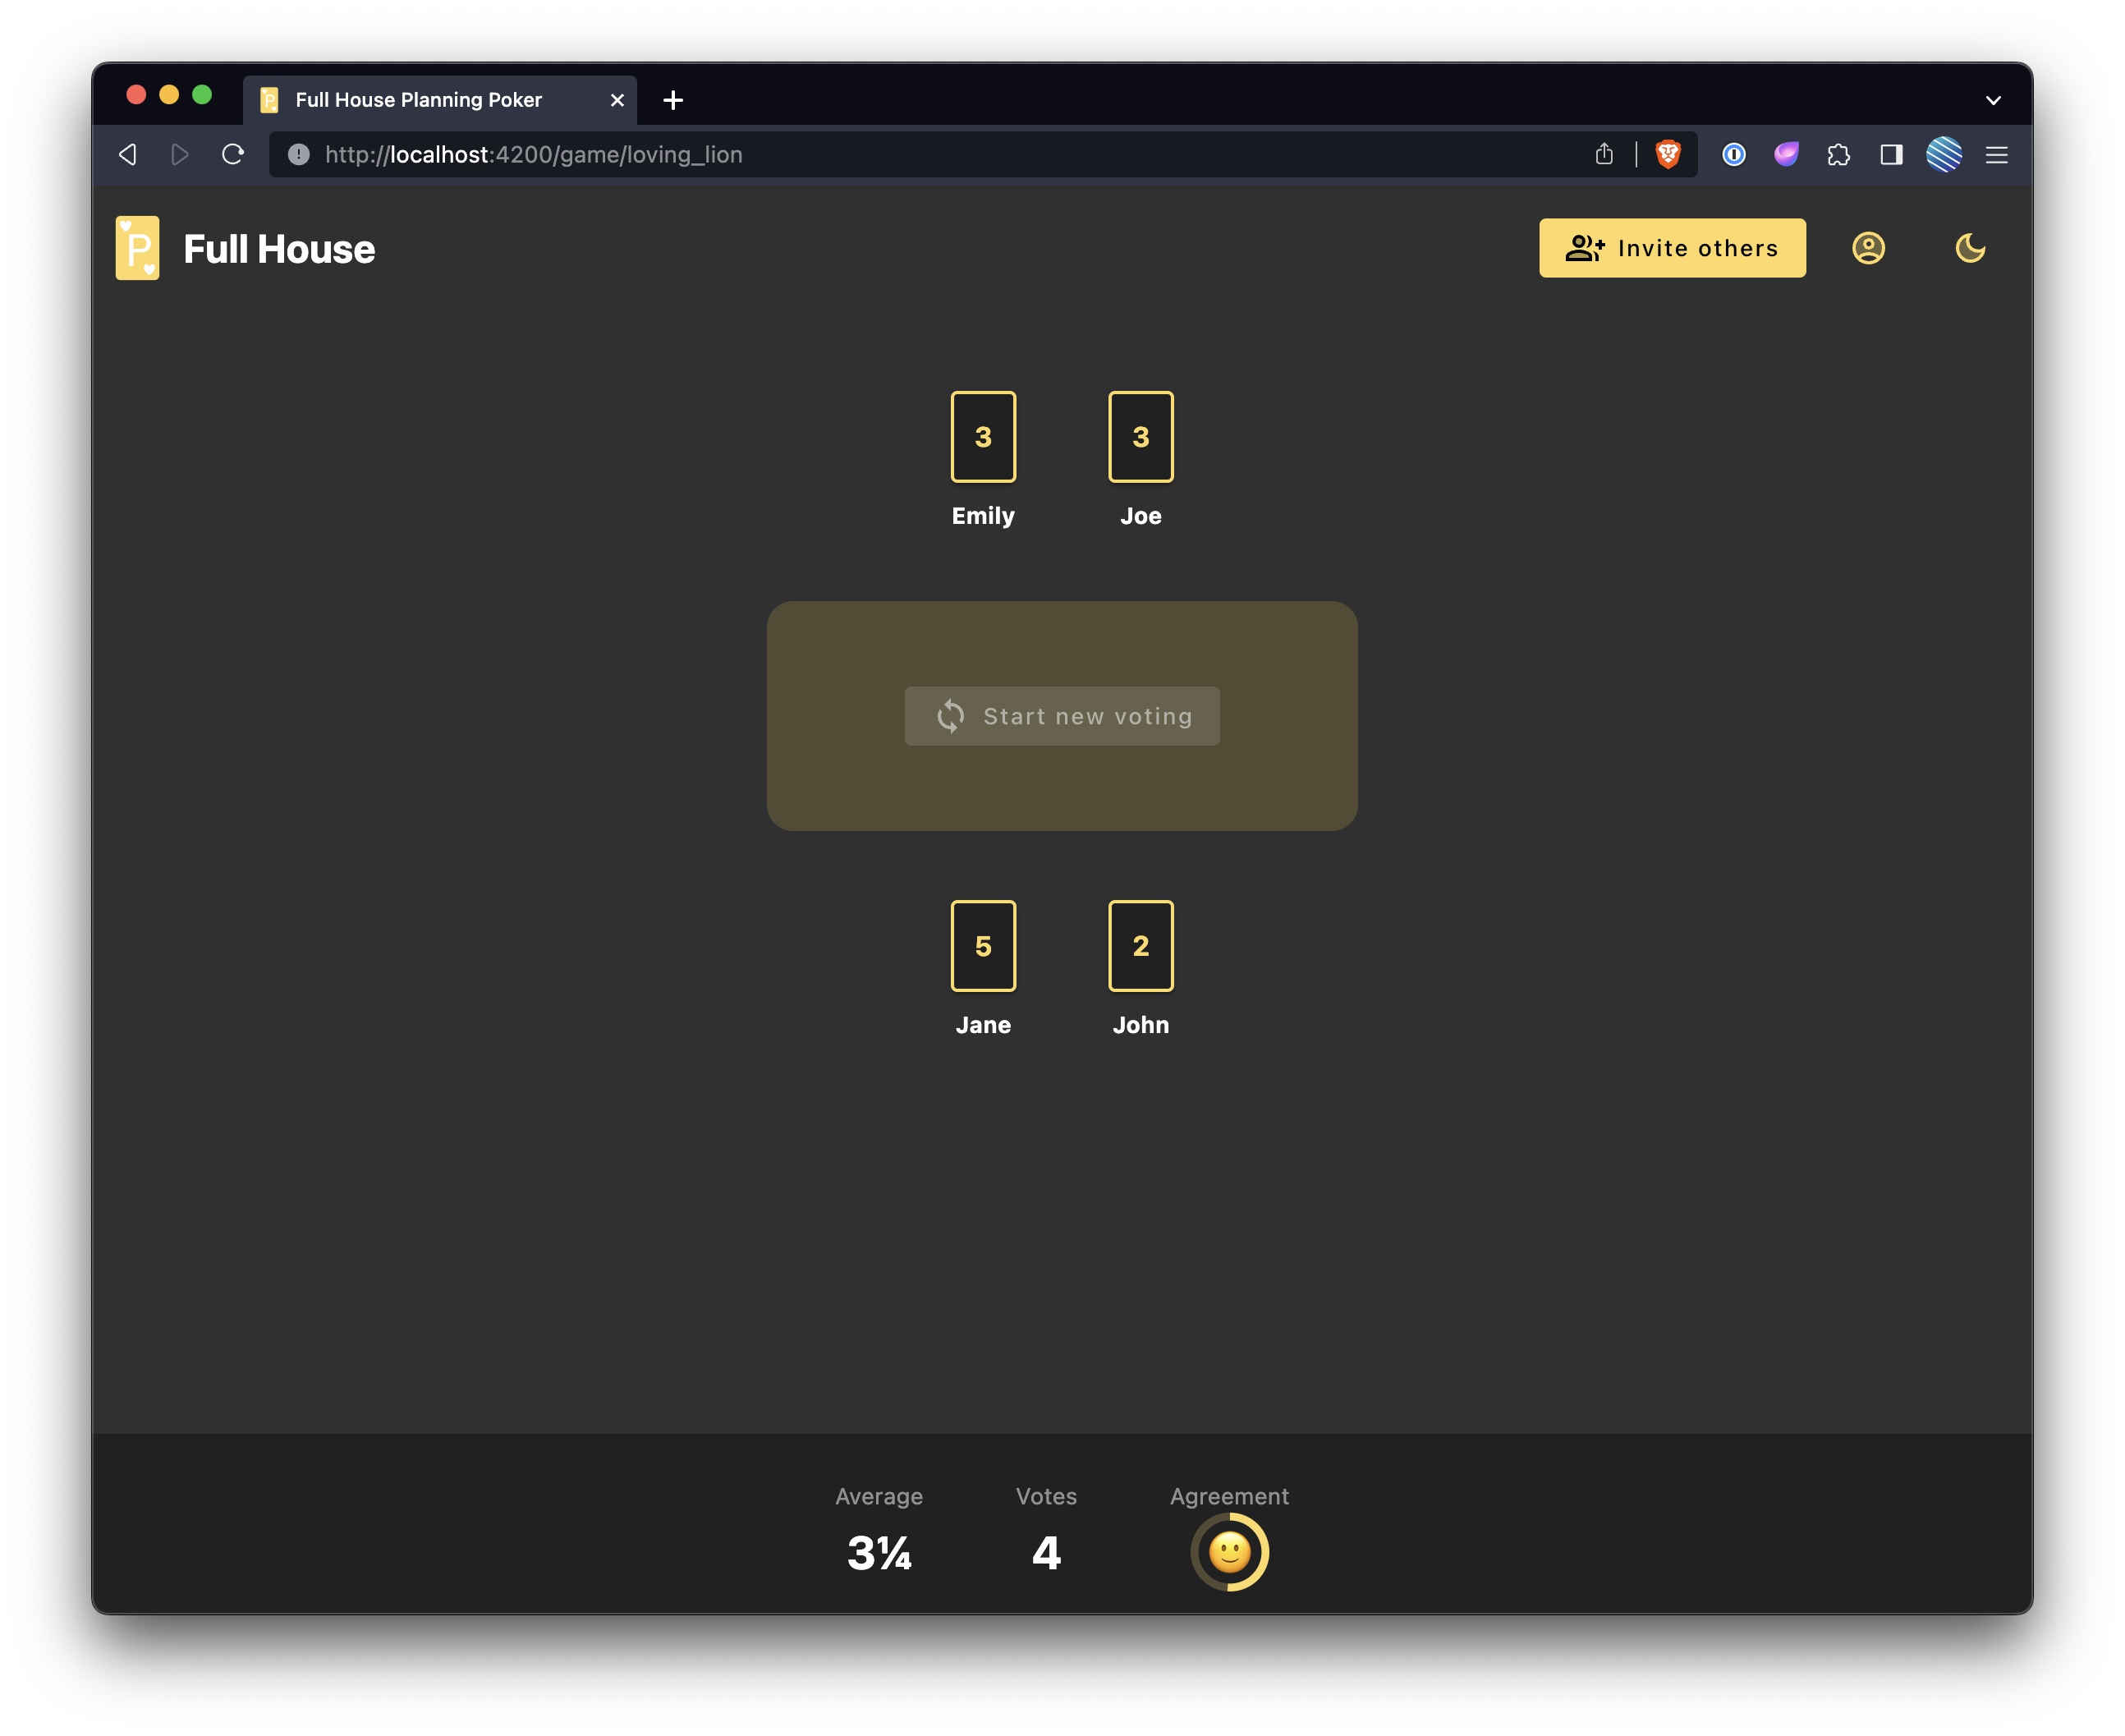 Full House Planning Poker
http://localhost:4200/game/loving_lion
P
Full House
Invite others
3 3
Emily Joe
Start new voting
5 2
Jane John
Average Votes Agreement
3¼ 4